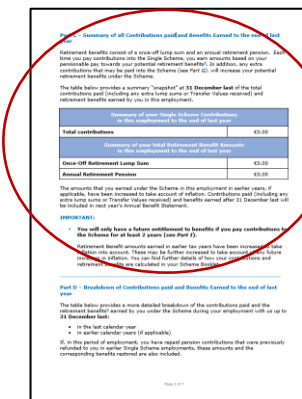 Part C – Summary of all Contributions paid and Benefits Earned to the end of last
year
Retirement benefits consist of a once-off lump sum and an annual retirement pension. Each
time you pay contributions into the Single Scheme, you earn amounts based on your
pensionable pay towards your potential retirement benefits². In addition, any extra
contributions that may be paid into the Scheme (see Part G), will increase your potential
retirement benefits under the Scheme.
The table below provides a summary "snapshot" at 31 December last of the total
contributions paid (including any extra lump sums or Transfer Values received) and
retirement benefits earned by you in this employment.
Summary of your Single Scheme Contributions
in this employment to the end of last year
Total contributions €0.00
Summary of your total Retirement Benefit Amounts
in this employment to the end of last year
Once-Off Retirement Lump Sum €0.00
Annual Retirement Pension €0.00
The amounts that you earned under the Scheme in this employment in earlier years, if
applicable, have been increased to take account of inflation. Contributions paid (including any
extra lump sums or Transfer Values received) and benefits earned after 31 December last will
be included in next year's Annual Benefit Statement.
IMPORTANT:
• You will only have a future entitlement to benefits if you pay contributions to
the Scheme for at least 2 years (see Part I).
Retirement Benefit amounts earned in earlier tax years have been increased to take
inflation into account. These may be further increased to take account of any future
increases in inflation. You can find further details of how your contributions and
retirement benefits are calculated in your Scheme Booklet
Part D – Breakdown of Contributions paid and Benefits Earned to the end of last
year
The table below provides a more detailed breakdown of the contributions paid and the
retirement benefits³ earned by you under the Scheme during your employment with us up to
31 December last:
• in the last calendar year
• in earlier calendar years (if applicable)
If, in this period of employment, you have repaid pension contributions that were previously
refunded to you in earlier Single Scheme employments, these amounts and the
corresponding benefits restored are also included.